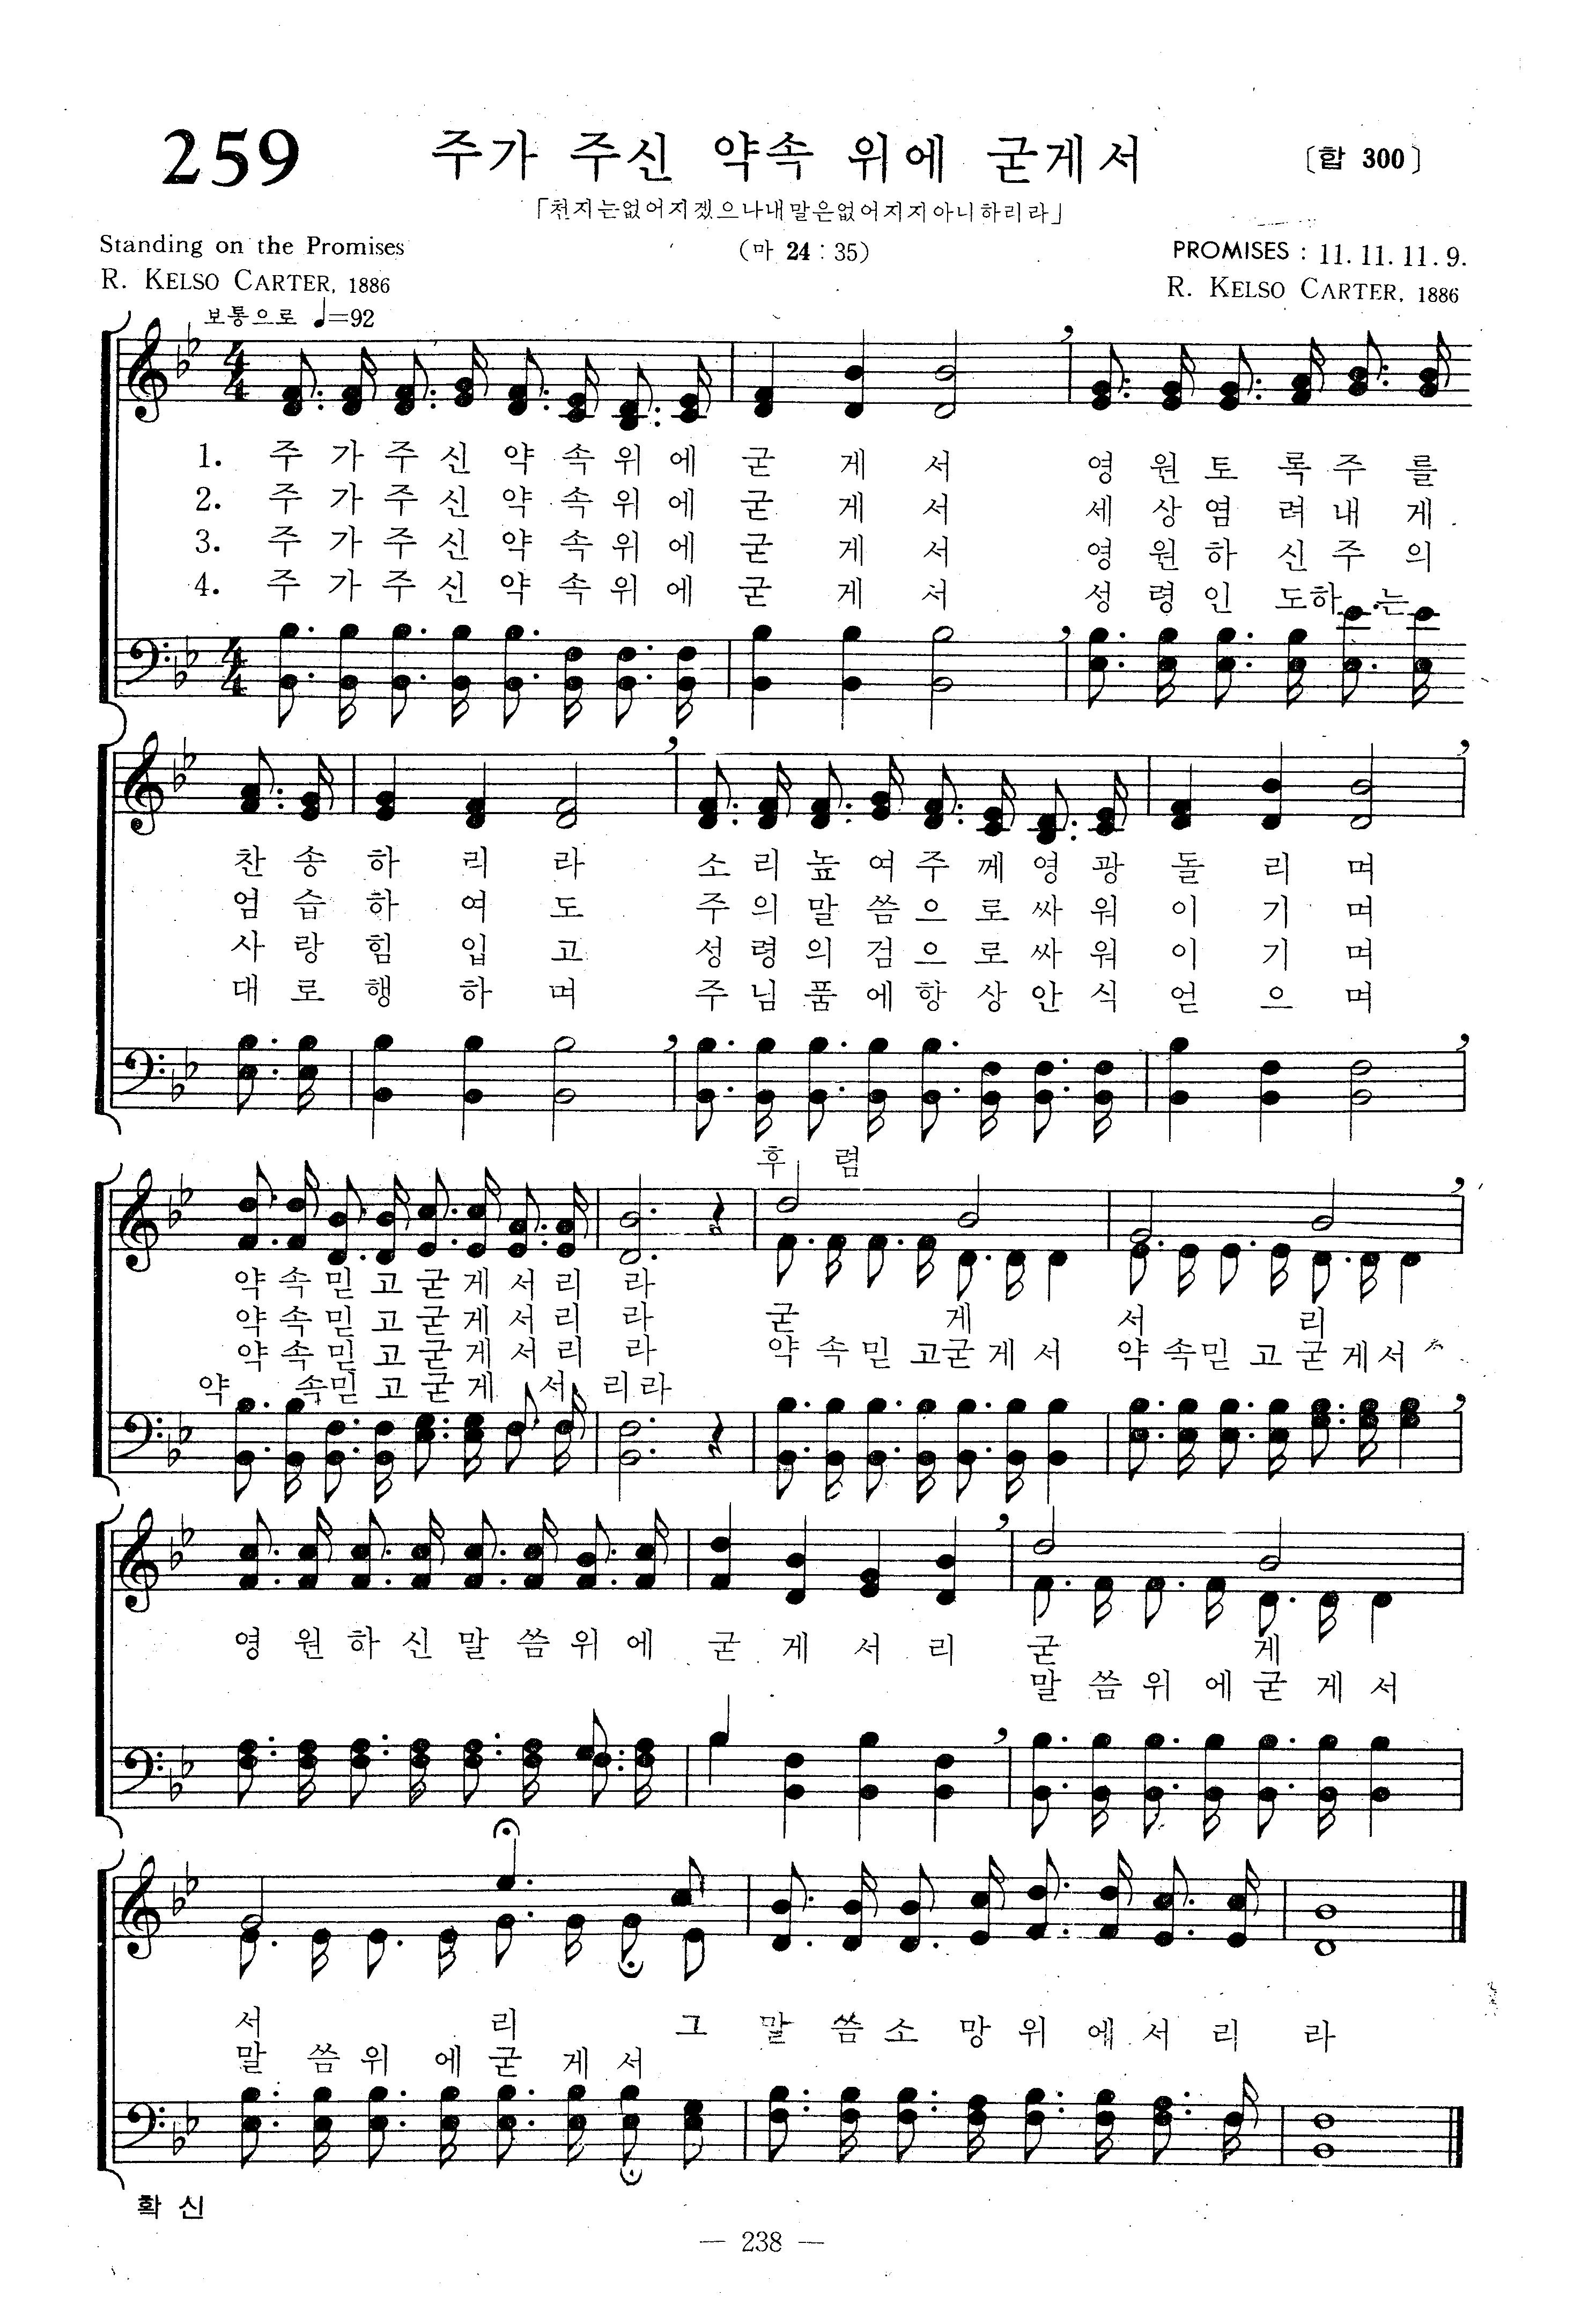 259
주가 주신 약속 위에 굳게서
〔합 300〕
「천지는없어지겠으나내말은없어지지아니하리라」
(마 24 : 35)
Standing on the Promises
R. KELSO CARTER, 1886
PROMISES : 11. 11. 11. 9.
R. KELSO CARTER, 1886
보통으로 ♩=92
1. 주 가 주 신 약 속 위 에 굳 게 서 영 원 토 록 주 를
2. 주 가 주 신 약 속 위 에 굳 게 서 세 상 염 려 내 게
3. 주 가 주 신 약 속 위 에 굳 게 서 영 원 하 신 주 의
4. 주 가 주 신 약 속 위 에 굳 게 서 성 령 인 도하 는
찬 송 하 리 라 소 리 높 여 주 께 영 광 돌 리 며
엄 습 하 여 도 주 의 말 씀 으 로 싸 워 이 기 며
사 랑 힘 입 고 성 령 의 검 으 로 싸 워 이 기 며
대 로 행 하 며 주 님 품 에 항 상 안 식 얻 으 며
후 렴
약 속 믿 고 굳 게 서 리 라
약 속 믿 고 굳 게 서 리 라 굳 게 서 리
약 속 믿 고 굳 게 서 리 라 약 속 믿 고굳 게 서 약 속믿 고 굳 게서
약 속믿 고 굳 게 서 리라
영 원 하 신 말 씀 위 에 굳 게 서 리 굳 게
말 씀 위 에 굳 게 서
서 리 그 말 씀 소 망 위 에 서 리 라
말 씀 위 에 굳 게 서
확 신
— 238 —